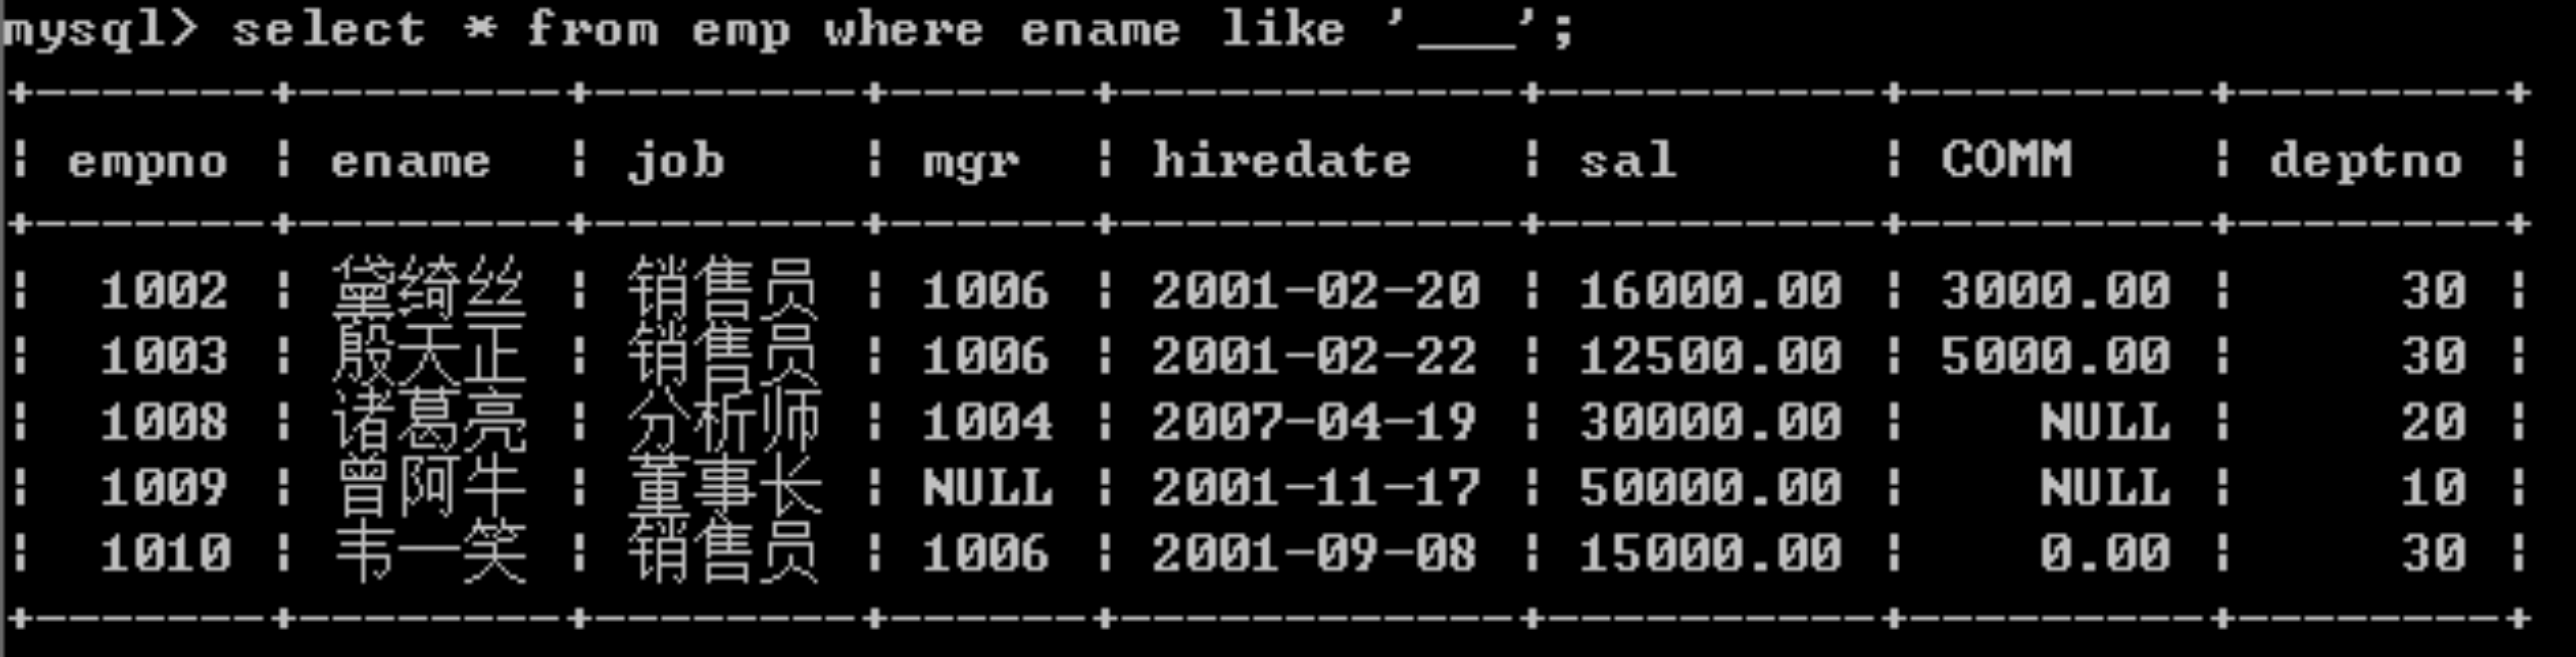 mysql> select * from emp where ename like '___';
+--------+--------+--------+------+------------+----------+---------+--------+
| empno | ename | job | mgr | hiredate | sal | COMM | deptno |
+--------+--------+--------+------+------------+----------+---------+--------+
| 1002 | 黛绮丝 | 销售员 | 1006 | 2001-02-20 | 16000.00 | 3000.00 | 30 |
| 1003 | 殷天正 | 销售员 | 1006 | 2001-02-22 | 12500.00 | 5000.00 | 30 |
| 1008 | 诸葛亮 | 分析师 | 1004 | 2007-04-19 | 30000.00 | NULL | 20 |
| 1009 | 曾阿牛 | 董事长 | NULL | 2001-11-17 | 50000.00 | NULL | 10 |
| 1010 | 韦一笑 | 销售员 | 1006 | 2001-09-08 | 15000.00 | 0.00 | 30 |
+--------+--------+--------+------+------------+----------+---------+--------+